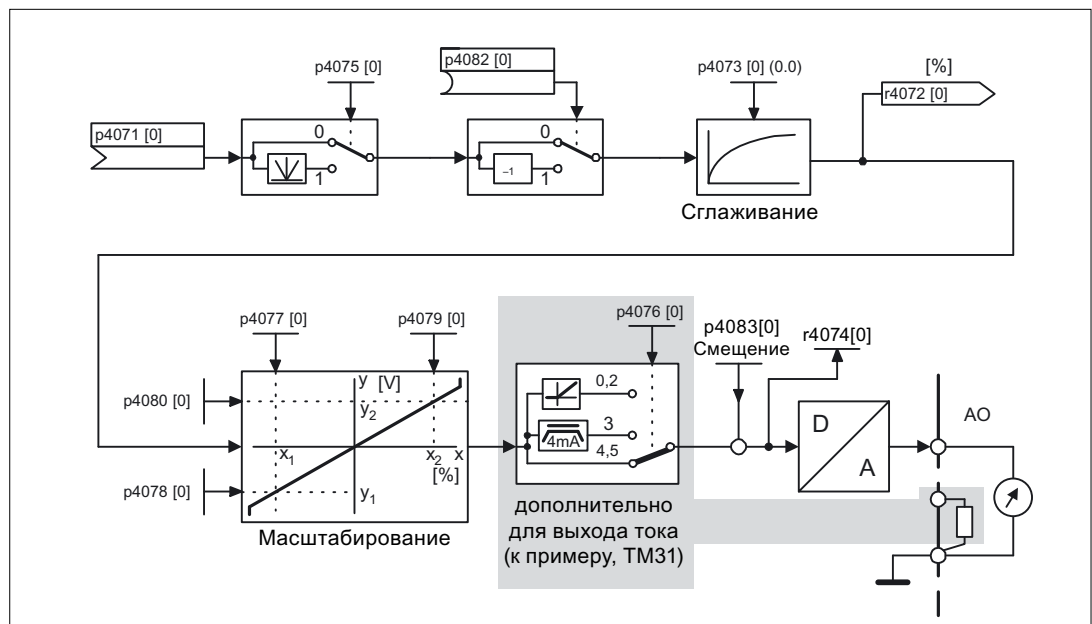 p4075 [0]
p4082 [0]
p4073 [0] (0.0)
[%]
r4072 [0]
p4071 [0]
0
1
0
–1
1
Сглаживание
p4077 [0]
p4079 [0]
p4076 [0]
p4083[0]
Смещение
r4074[0]
p4080 [0]
y [V]
y2
x1
x2 x
[%]
y1
p4078 [0]
Масштабирование
0,2
3
4mA
4,5
дополнительно
для выхода тока
(к примеру, TM31)
D
A
AO